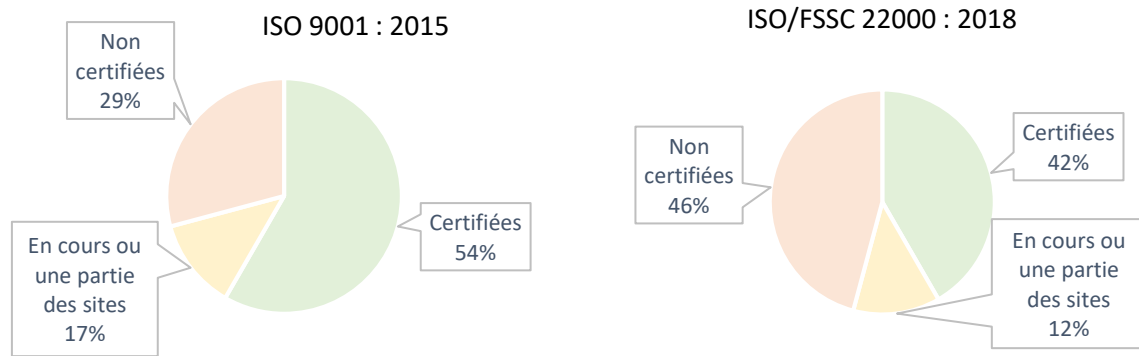 ISO 9001 : 2015
Non
certifiées
29%
Certifiées
54%
En cours ou
une partie
des sites
17%
ISO/FSSC 22000 : 2018
Non
certifiées
46%
Certifiées
42%
En cours ou
une partie
des sites
12%